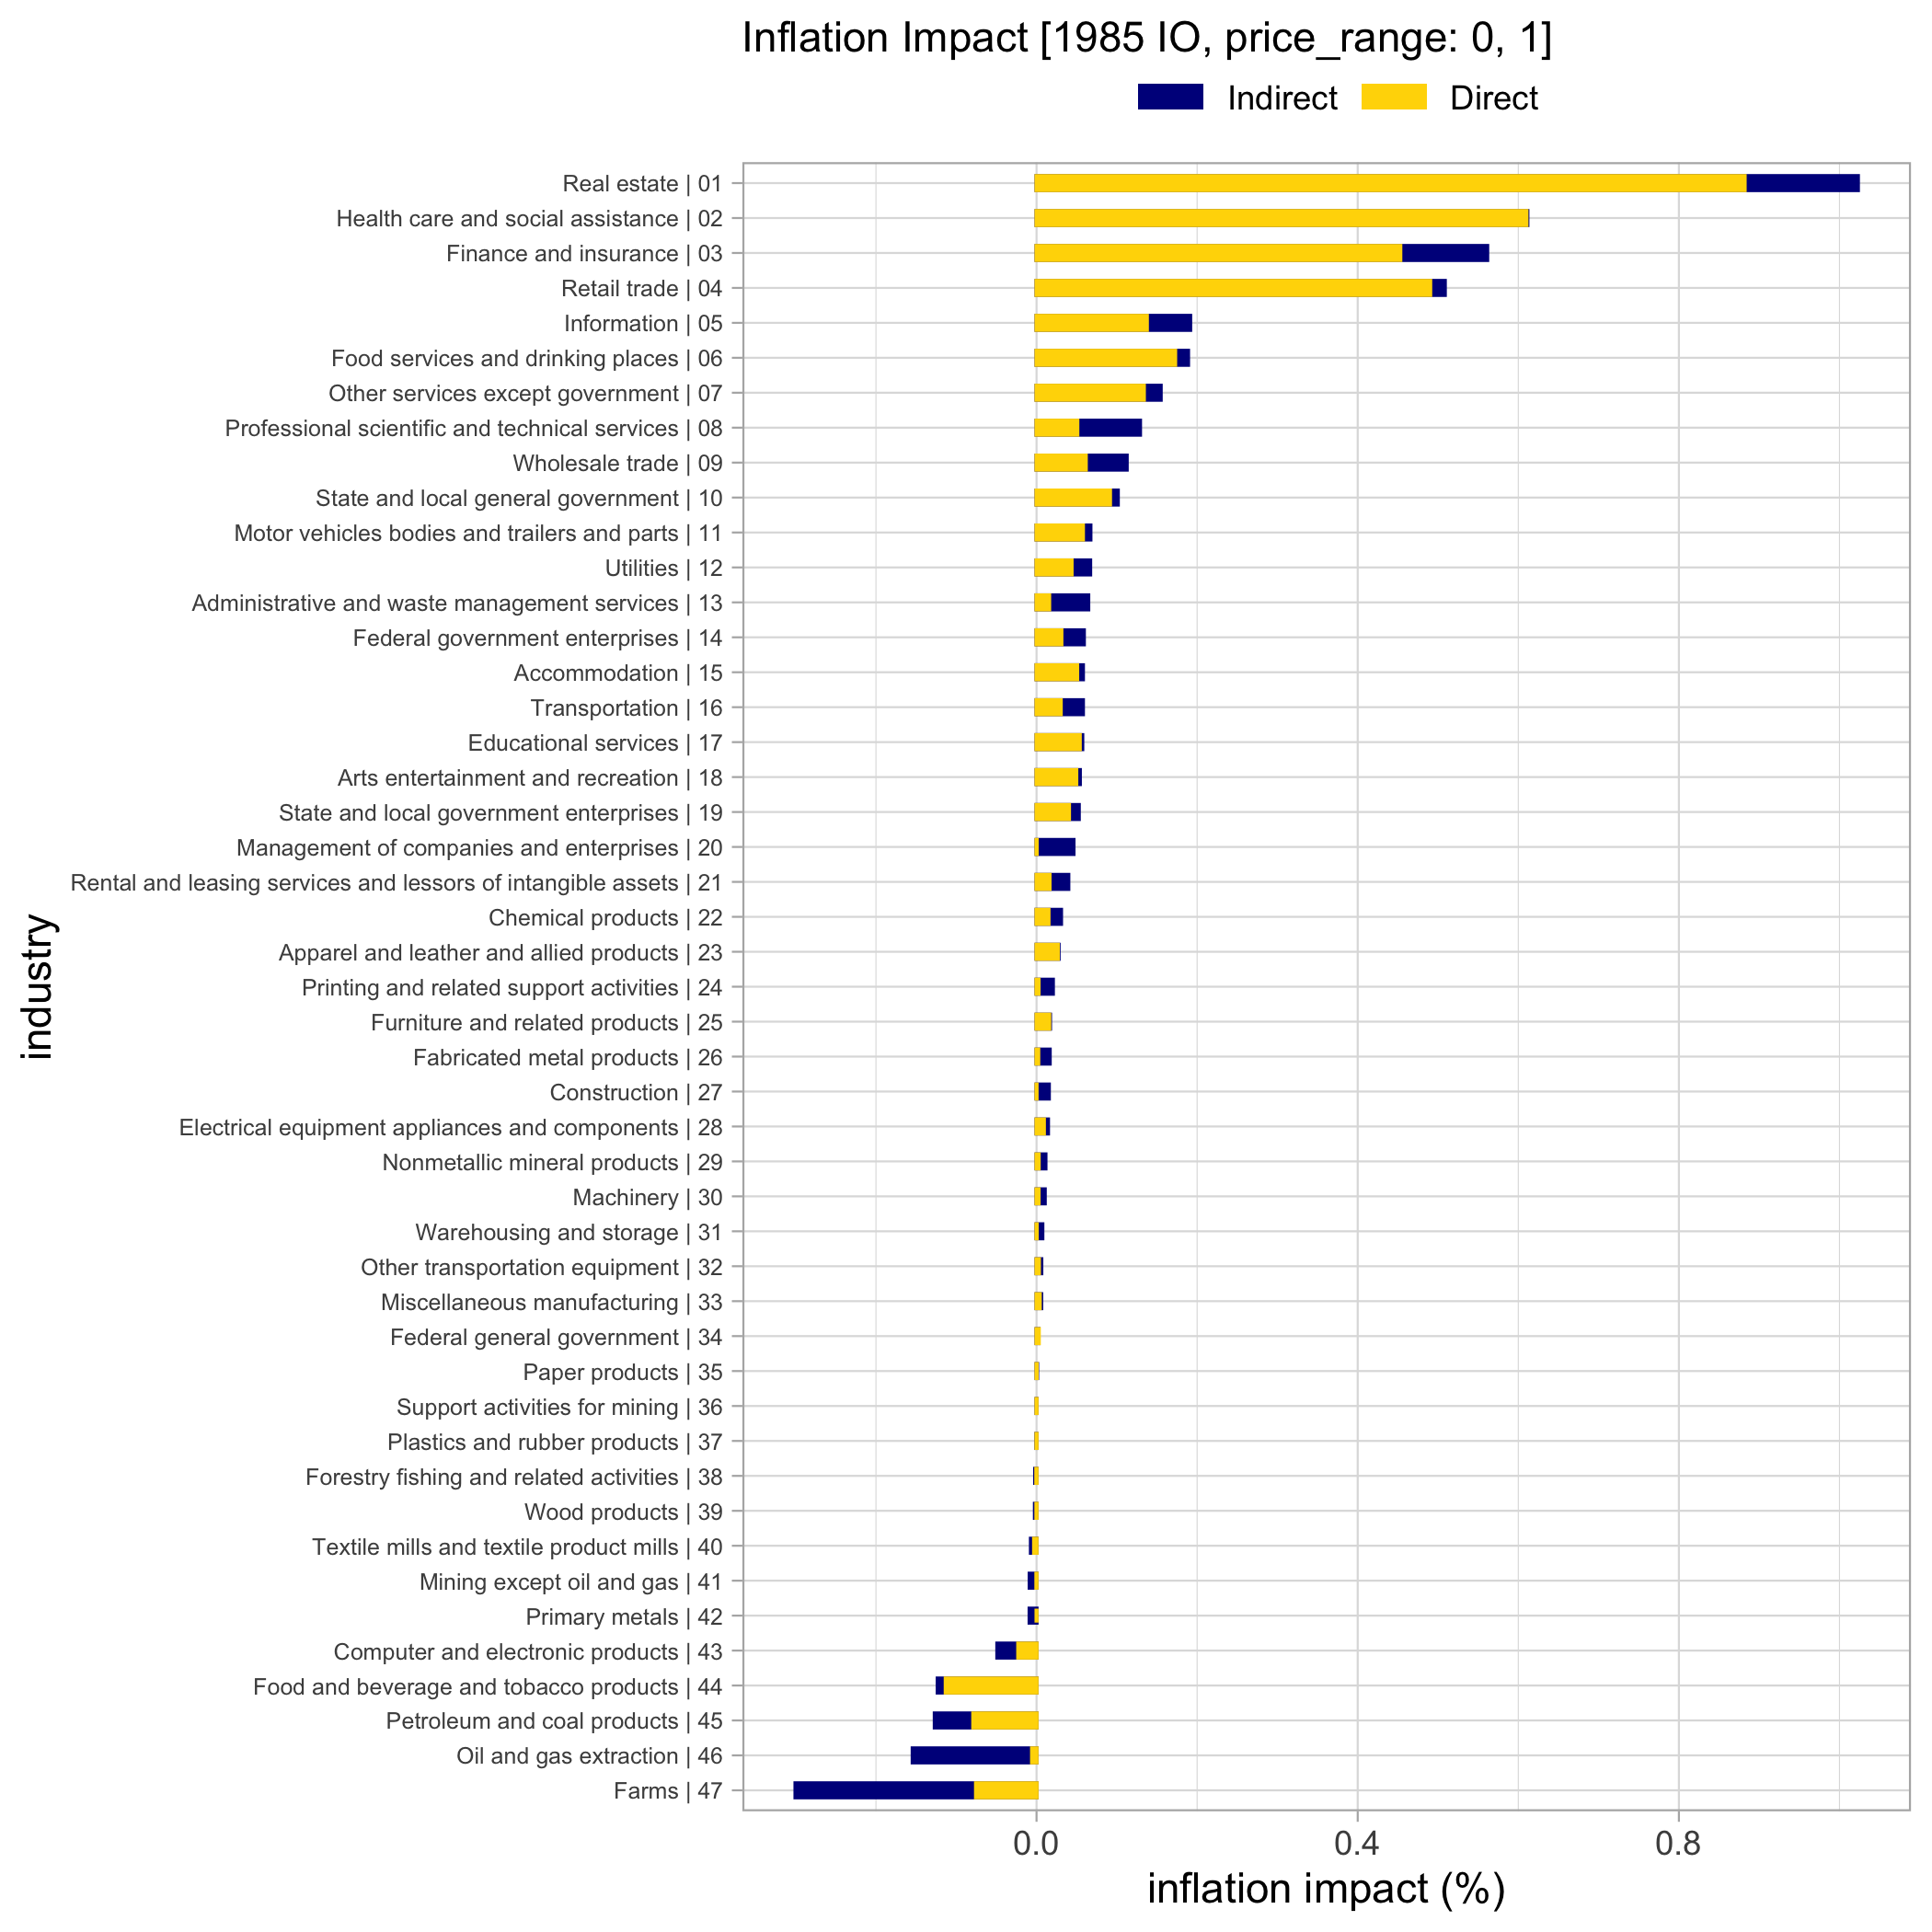 Inflation Impact [1985 IO, price_range: 0, 1]
Indirect Direct
Real estate | 01
Health care and social assistance | 02
Finance and insurance | 03
Retail trade | 04
Information | 05
Food services and drinking places | 06
Other services except government | 07
Professional scientific and technical services | 08
Wholesale trade | 09
State and local general government | 10
Motor vehicles bodies and trailers and parts | 11
Utilities | 12
Administrative and waste management services | 13
Federal government enterprises | 14
Accommodation | 15
Transportation | 16
Educational services | 17
Arts entertainment and recreation | 18
State and local government enterprises | 19
Management of companies and enterprises | 20
Rental and leasing services and lessors of intangible assets | 21
Chemical products | 22
Apparel and leather and allied products | 23
Printing and related support activities | 24
Furniture and related products | 25
Fabricated metal products | 26
Construction | 27
Electrical equipment appliances and components | 28
Nonmetallic mineral products | 29
Machinery | 30
Warehousing and storage | 31
Other transportation equipment | 32
Miscellaneous manufacturing | 33
Federal general government | 34
Paper products | 35
Support activities for mining | 36
Plastics and rubber products | 37
Forestry fishing and related activities | 38
Wood products | 39
Textile mills and textile product mills | 40
Mining except oil and gas | 41
Primary metals | 42
Computer and electronic products | 43
Food and beverage and tobacco products | 44
Petroleum and coal products | 45
Oil and gas extraction | 46
Farms | 47
industry
0.0 0.4 0.8
inflation impact (%)